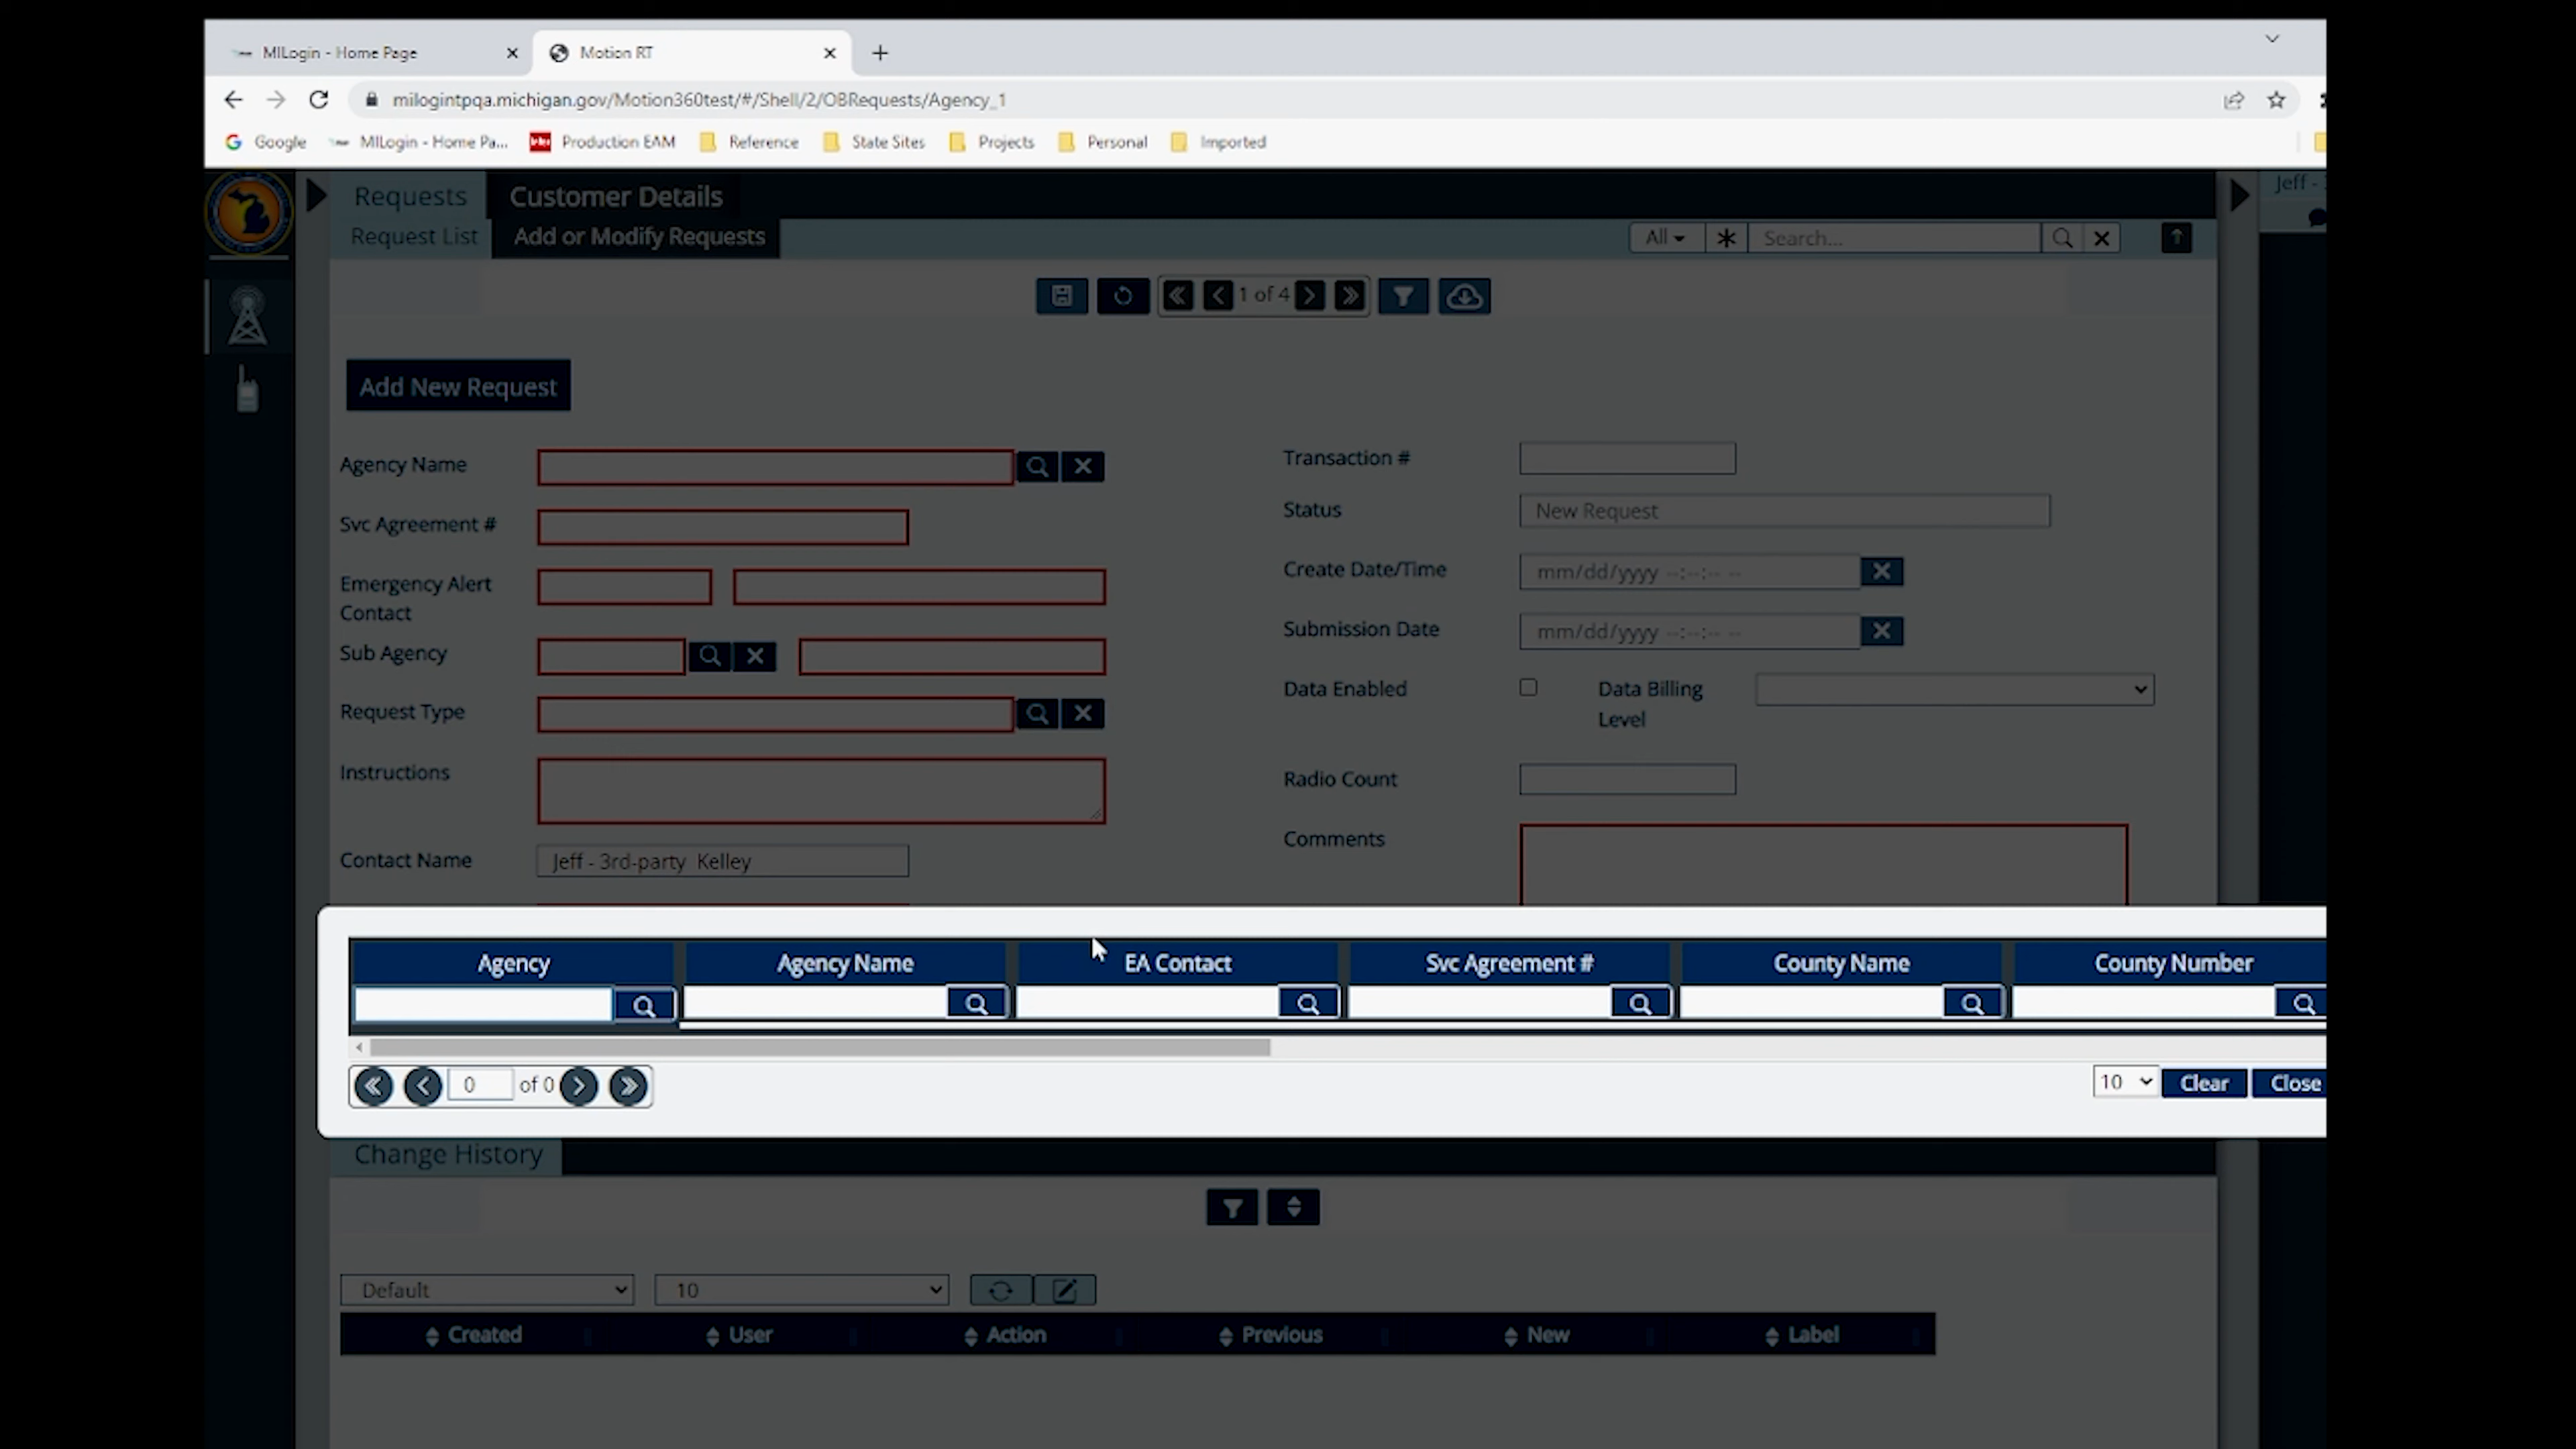 MILogin - Home Page
Motion RT
milogintpqa.michigan.gov/Motion360test/#/Shell/2/OBRequests/Agency_1
Google MILogin - Home Pa... Production EAM Reference State Sites Projects Personal Imported
Requests Customer Details
Jeff -
Request List Add or Modify Requests All Search...
1 of 4
Add New Request
Agency Name
Transaction #
Svc Agreement #
Status New Request
Emergency Alert Contact
Create Date/Time mm/dd/yyyy --:--:-- --
Sub Agency
Submission Date mm/dd/yyyy --:--:-- --
Request Type
Data Enabled Data Billing Level
Instructions
Radio Count
Contact Name Jeff - 3rd-party Kelley
Comments
Agency Agency Name EA Contact Svc Agreement # County Name County Number
0 of 0 10 Clear Close
Change History
Default 10
Created User Action Previous New Label